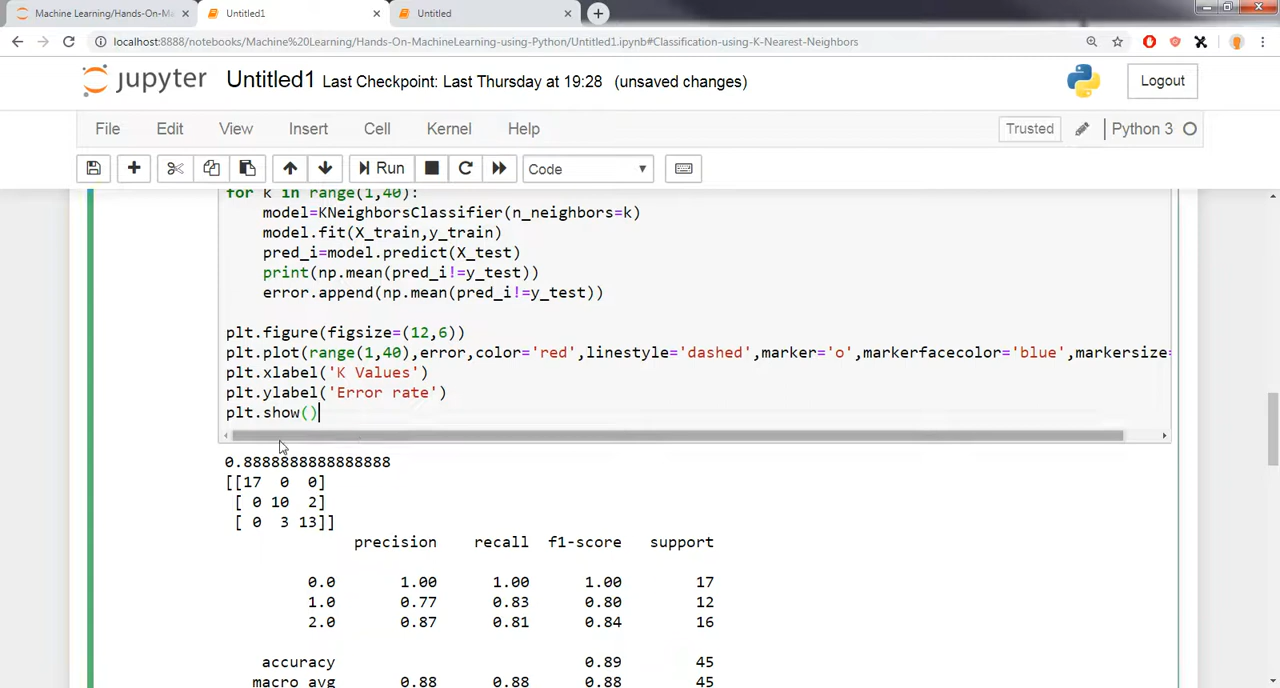 Machine Learning/Hands-On-Ma
Untitled1
Untitled
localhost:8888/notebooks/Machine%20Learning/Hands-On-MachineLearning-using-Python/Untitled1.ipynb#Classification-using-K-Nearest-Neighbors
jupyter Untitled1 Last Checkpoint: Last Thursday at 19:28 (unsaved changes)
Logout
File Edit View Insert Cell Kernel Help
Trusted
Python 3
Run
Code
for k in range(1,40):
model=KNeighborsClassifier(n_neighbors=k)
model.fit(X_train,y_train)
pred_i=model.predict(X_test)
print(np.mean(pred_i!=y_test))
error.append(np.mean(pred_i!=y_test))
plt.figure(figsize=(12,6))
plt.plot(range(1,40),error,color='red',linestyle='dashed',marker='o',markerfacecolor='blue',markersize=
plt.xlabel('K Values')
plt.ylabel('Error rate')
plt.show()
0.8888888888888888
[[17 0 0]
[ 0 10 2]
[ 0 3 13]]
precision recall f1-score support
0.0 1.00 1.00 1.00 17
1.0 0.77 0.83 0.80 12
2.0 0.87 0.81 0.84 16
accuracy 0.89 45
macro avg 0.88 0.88 0.88 45